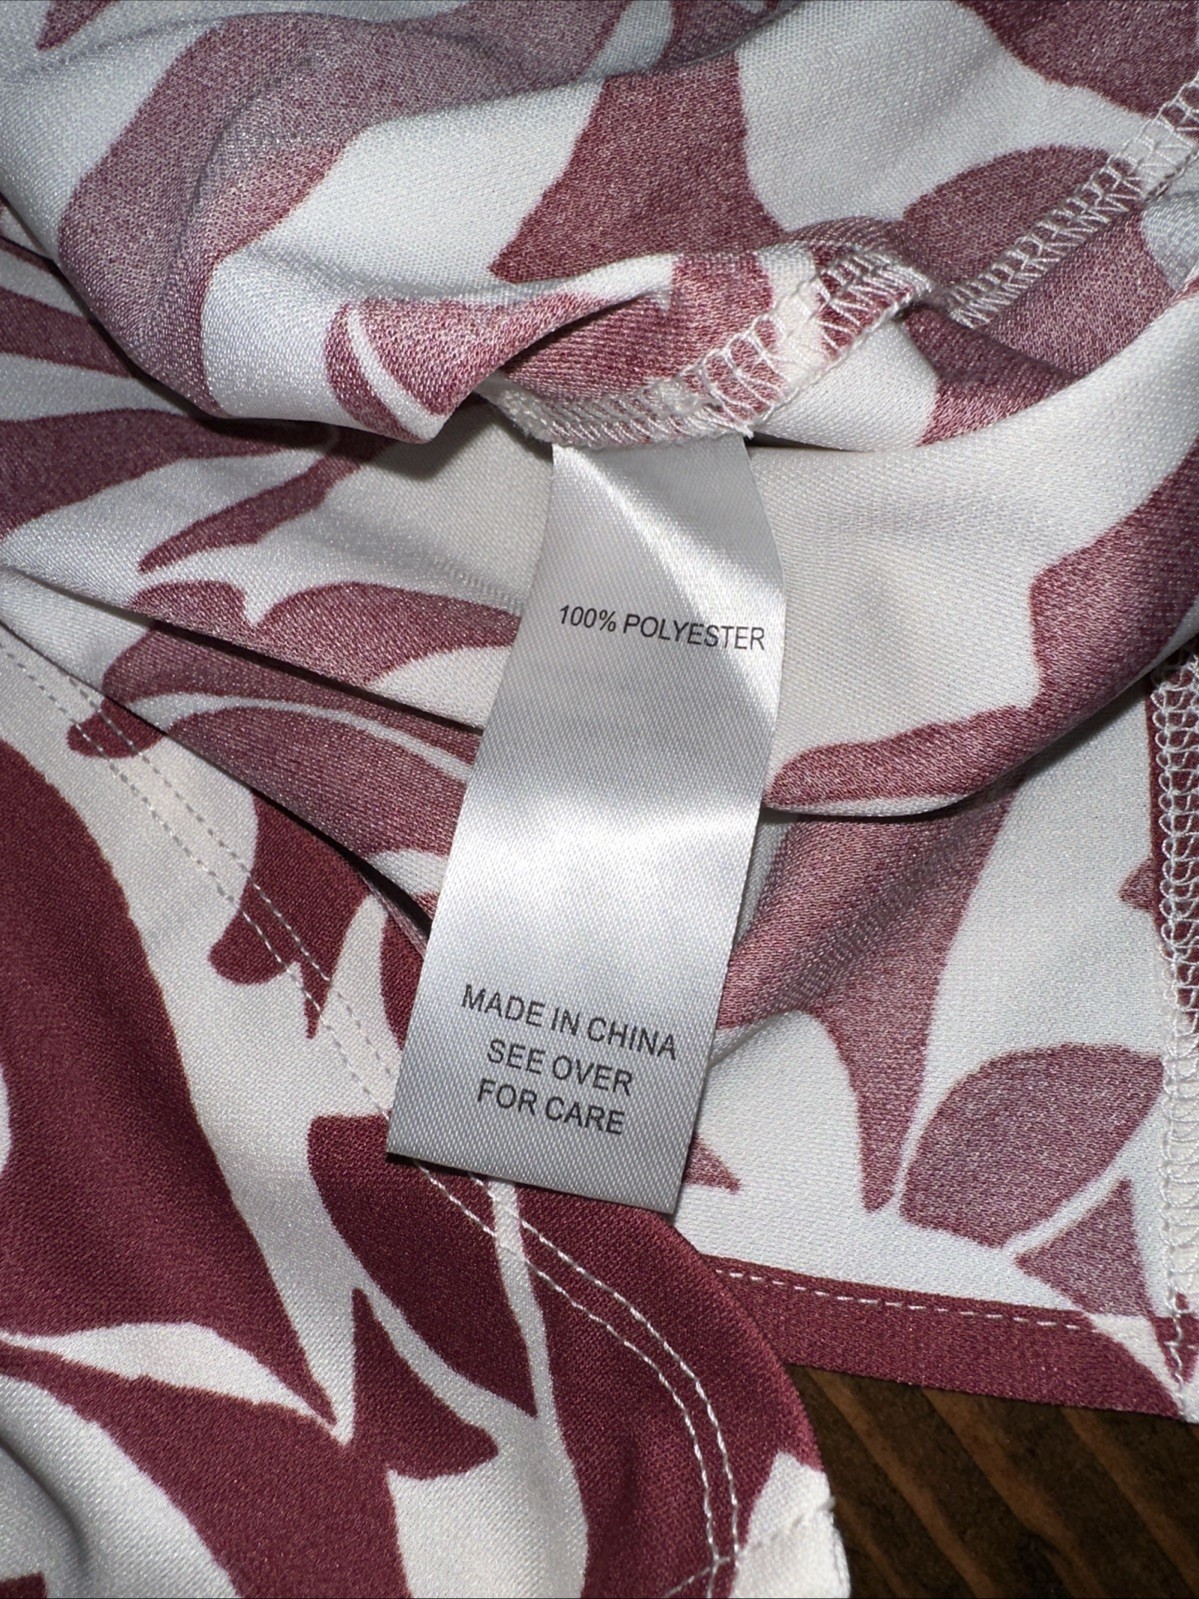 100% POLYESTER
MADE IN CHINA
SEE OVER
FOR CARE